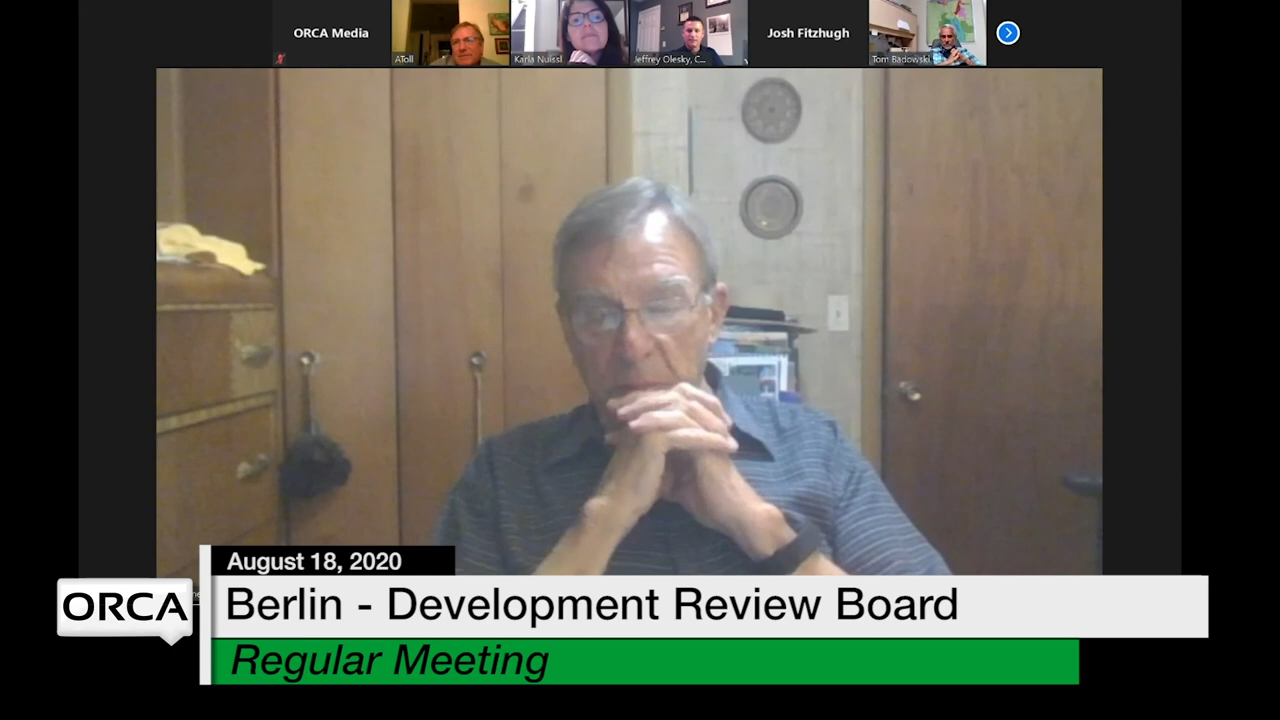 ORCA Media
AToll
Karla Nuissl
Jeffrey Olesky, C...
Josh Fitzhugh
Tom Badowski
August 18, 2020
ORCA
Berlin - Development Review Board
Regular Meeting